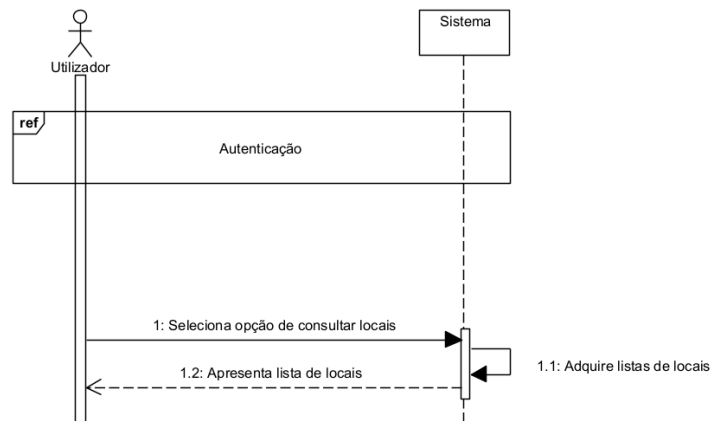 Sistema
Utilizador
ref
Autenticação
1: Seleciona opção de consultar locais
1.1: Adquire listas de locais
1.2: Apresenta lista de locais